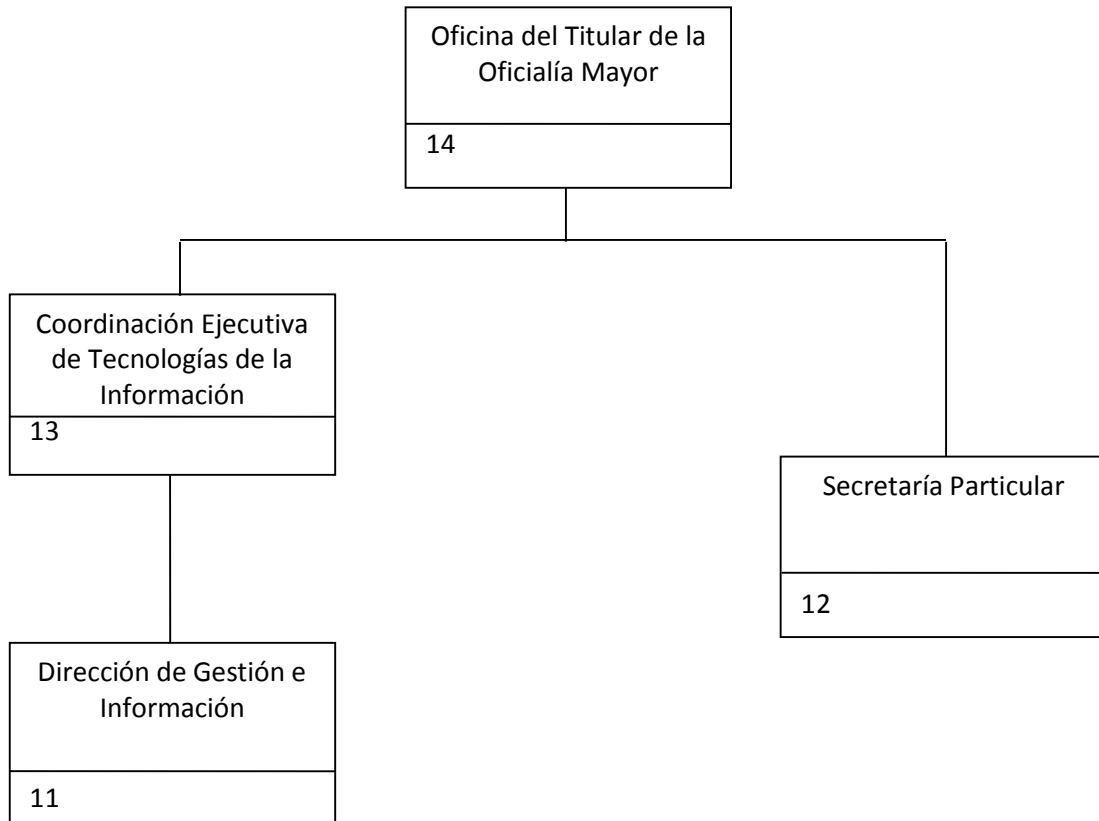 Oficina del Titular de la
Oficialía Mayor
14
Coordinación Ejecutiva
de Tecnologías de la
Información
13
Secretaría Particular
12
Dirección de Gestión e
Información
11